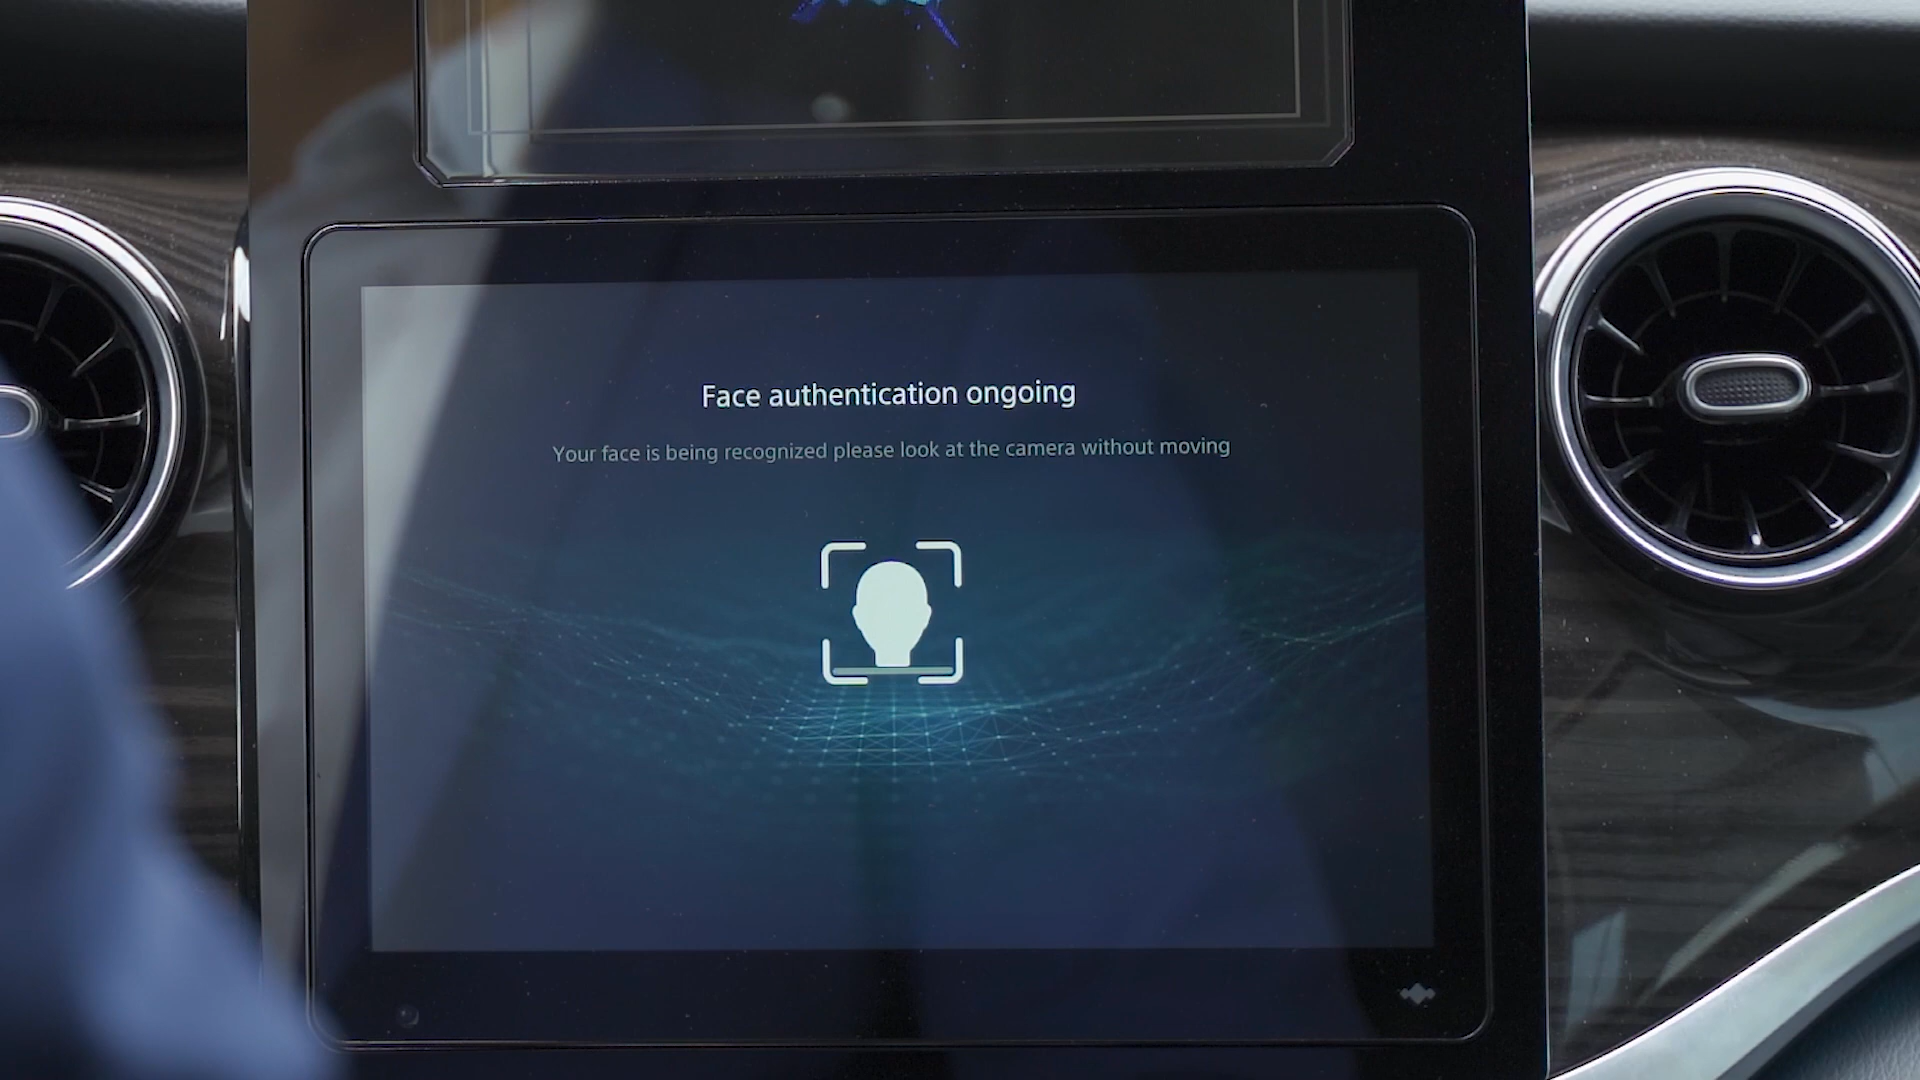 Face authentication ongoing
Your face is being recognized please look at the camera without moving